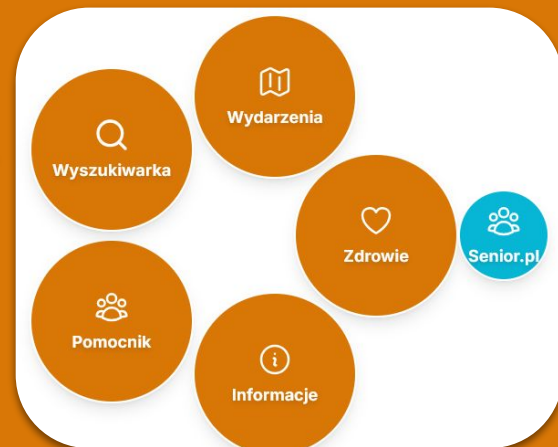 Wydarzenia
Wyszukiwarka
Zdrowie
Senior.pl
Pomocnik
Informacje